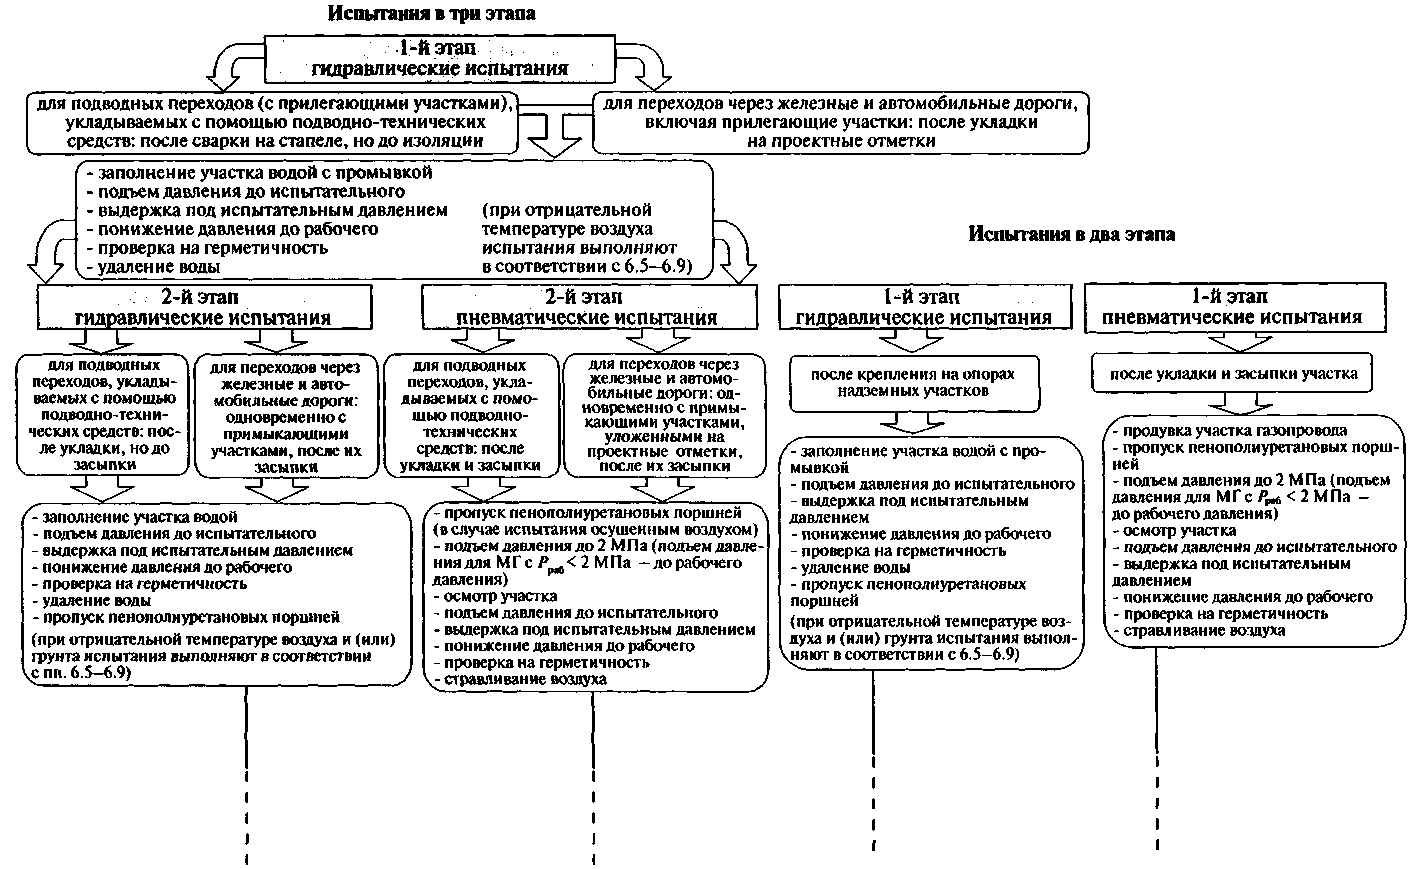 Испытания в три этапа
1-й этап
гидравлические испытания
для подводных переходов (с прилегающими участками),
укладываемых с помощью подводно-технических
средств: после сварки на стапеле, но до изоляции
для переходов через железные и автомобильные дороги,
включая прилегающие участки: после укладки
на проектные отметки
- заполнение участка водой с промывкой
- подъем давления до испытательного
- выдержка под испытательным давлением
- понижение давления до рабочего
- проверка на герметичность
- удаление воды
(при отрицательной
температуре воздуха
испытания выполняют
в соответствии с 6.5–6.9)
2-й этап
гидравлические испытания
для подводных
переходов, уклады-
ваемых с помощью
подводно-техни-
ческих средств: пос-
ле укладки, но до
засыпки
для переходов через
железные и авто-
мобильные дороги:
одновременно с
примыкающими
участками, после их
засыпки
- заполнение участка водой
- подъем давления до испытательного
- выдержка под испытательным давлением
- понижение давления до рабочего
- проверка на герметичность
- удаление воды
- пропуск пенополиуретановых поршней
(при отрицательной температуре воздуха и (или)
грунта испытания выполняют в соответствии
с пп. 6.5–6.9)
2-й этап
пневматические испытания
для подводных
переходов, укла-
дываемых с помо-
щью подводно-
технических
средств: после
укладки и засыпки
для переходов через
железные и автомо-
бильные дороги: од-
новременно с примы-
кающими участками,
уложенными на
проектные отметки,
после их засыпки
- пропуск пенополиуретановых поршней
(в случае испытания осушенным воздухом)
- подъем давления до 2 МПа (подъем давле-
ния для МГ с Pраб < 2 МПа – до рабочего
давления)
- осмотр участка
- подъем давления до испытательного
- выдержка под испытательным давлением
- понижение давления до рабочего
- проверка на герметичность
- стравливание воздуха
Испытания в два этапа
1-й этап
гидравлические испытания
после крепления на опорах
надземных участков
- заполнение участка водой с про-
мывкой
- подъем давления до испытательного
- выдержка под испытательным
давлением
- понижение давления до рабочего
- проверка на герметичность
- удаление воды
- пропуск пенополиуретановых
поршней
(при отрицательной температуре воз-
духа и (или) грунта испытания выпол-
няют в соответствии с 6.5–6.9)
1-й этап
пневматические испытания
после укладки и засыпки участка
- продувка участка газопровода
- пропуск пенополиуретановых порш-
ней
- подъем давления до 2 МПа (подъем
давления для МГ с Pраб < 2 МПа –
до рабочего давления)
- осмотр участка
- подъем давления до испытательного
- выдержка под испытательным
давлением
- понижение давления до рабочего
- проверка на герметичность
- стравливание воздуха